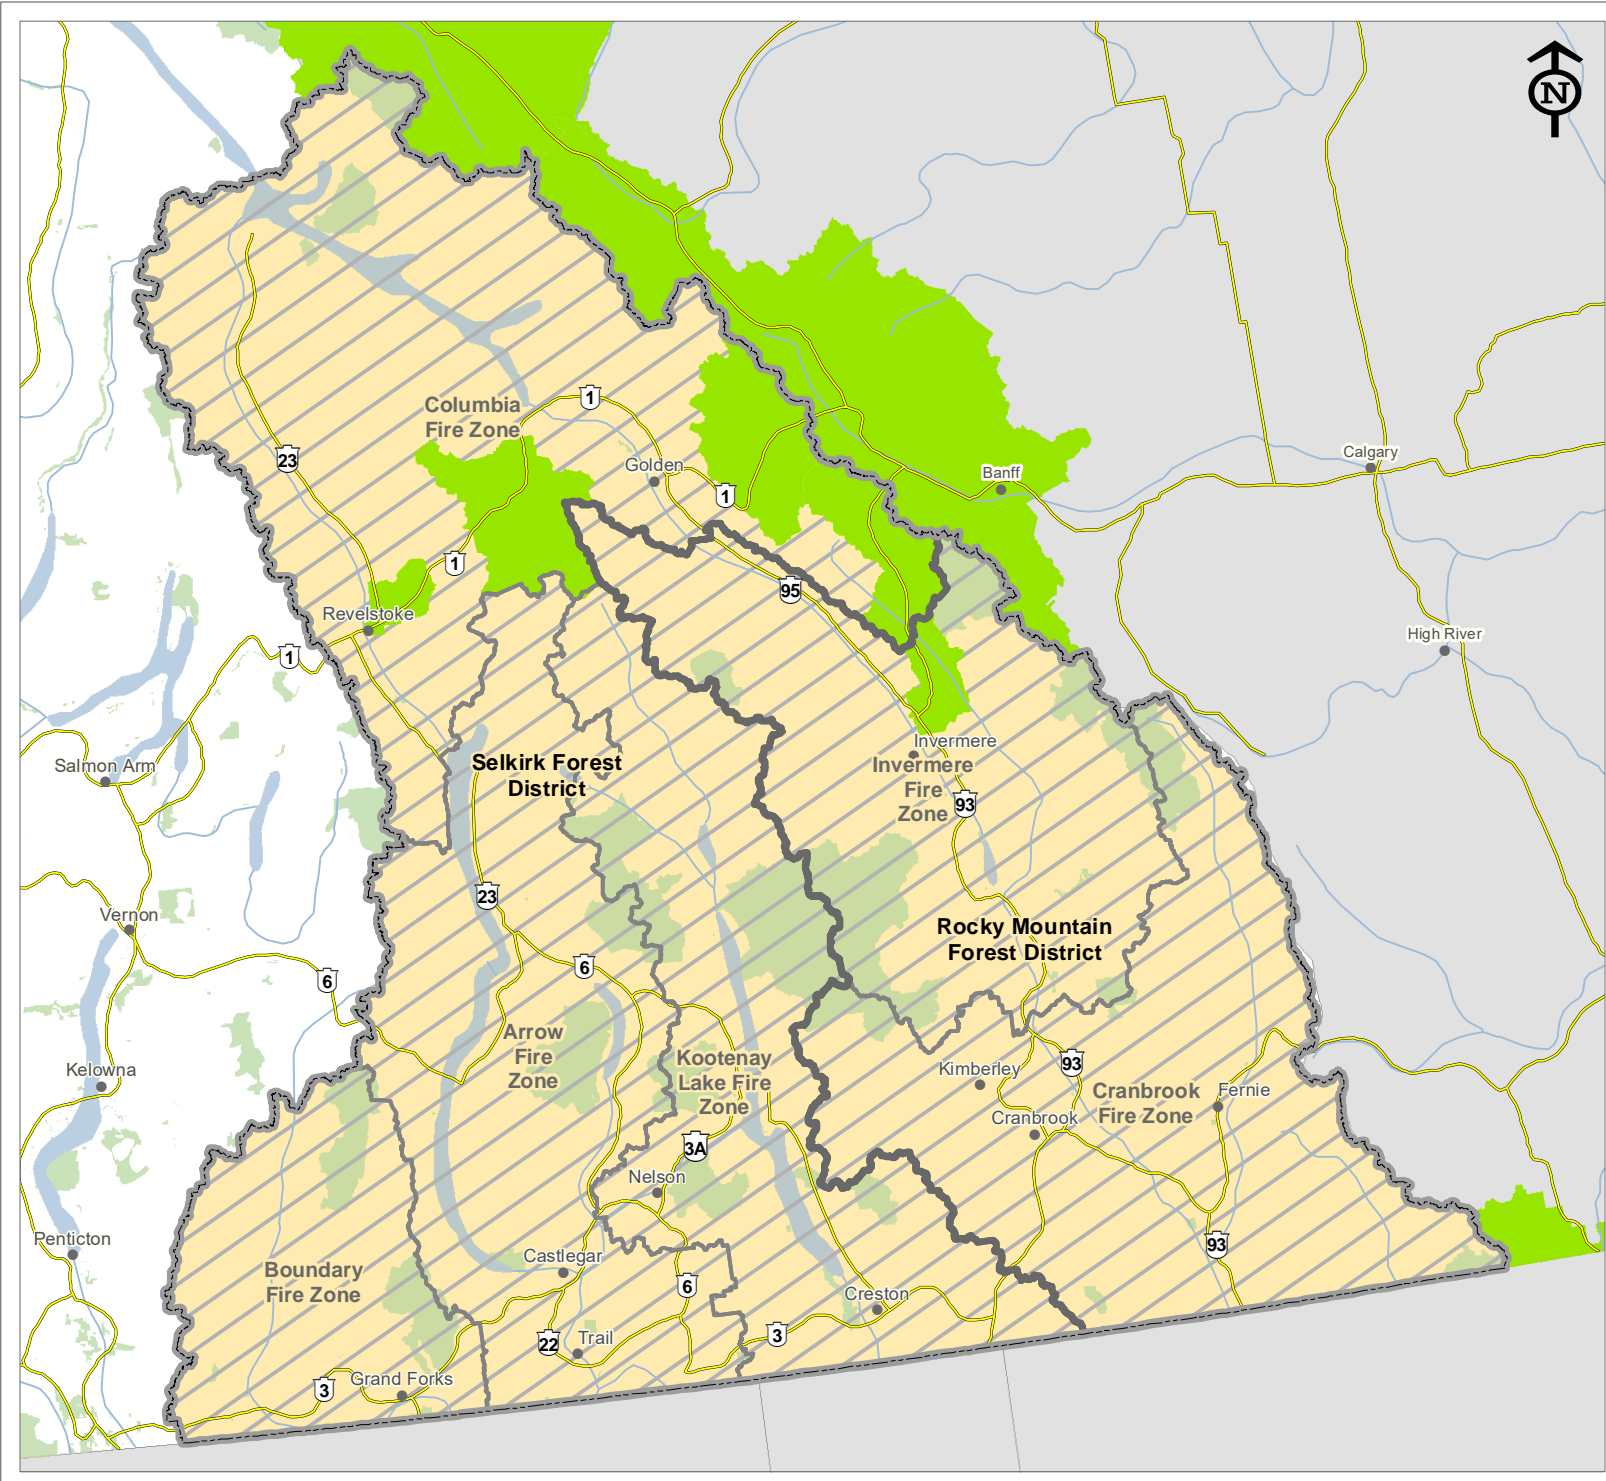 N
Columbia
Fire Zone
1
23
Golden
1
Banff
Calgary
1
95
Revelstoke
1
High River
Salmon Arm
Selkirk Forest
District
Invermere
Invermere
Fire
Zone
93
Vernon
23
Rocky Mountain
Forest District
6
6
Arrow
Fire
Zone
Kootenay
Lake Fire
Zone
Kelowna
Kimberley
93
Cranbrook
Fire Zone
Fernie
Cranbrook
3A
Nelson
Penticton
Boundary
Fire Zone
Castlegar
6
Creston
93
22
Trail
3
3
Grand Forks